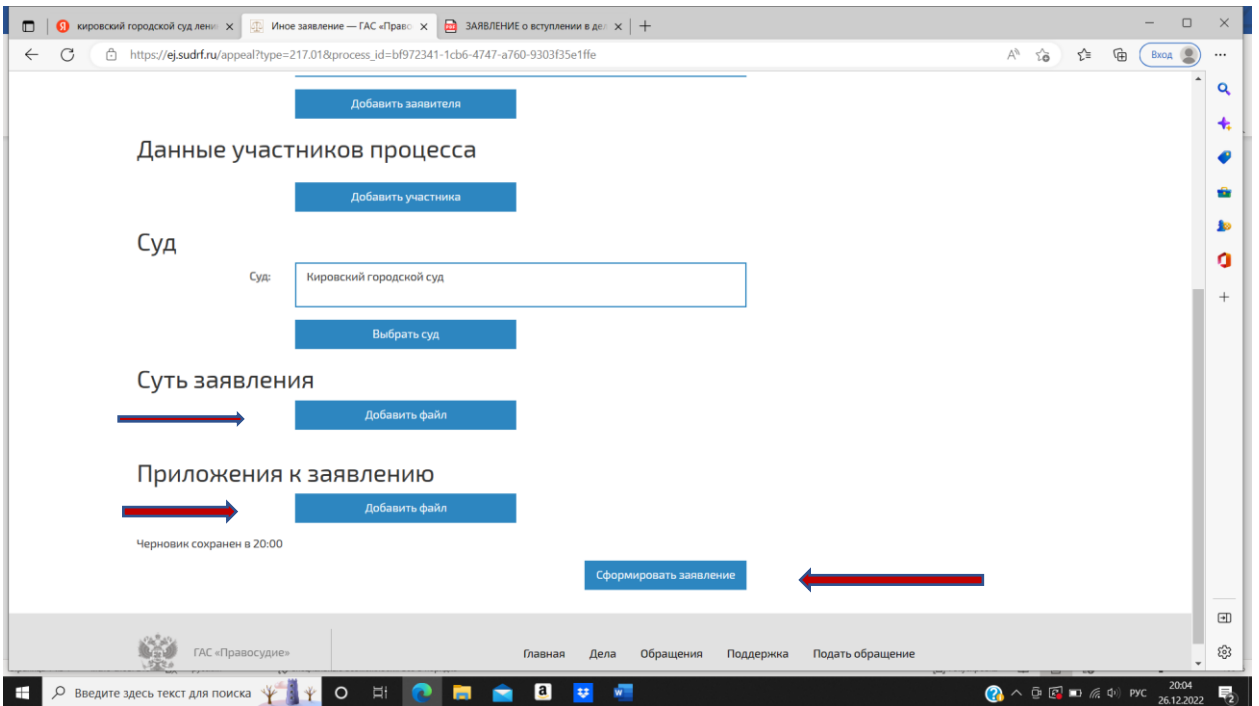 кировский городской суд лени
Иное заявление — ГАС «Право
ЗАЯВЛЕНИЕ о вступлении в дел
https://ej.sudrf.ru/appeal?type=217.01&process_id=bf972341-1cb6-4747-a760-9303f35e1ffe
Вход
Добавить заявителя
Данные участников процесса
Добавить участника
Суд
Суд:
Кировский городской суд
Выбрать суд
Суть заявления
Добавить файл
Приложения к заявлению
Добавить файл
Черновик сохранен в 20:00
Сформировать заявление
ГАС «Правосудие»
Главная Дела Обращения Поддержка Подать обращение
Введите здесь текст для поиска
РУС
20:04
26.12.2022